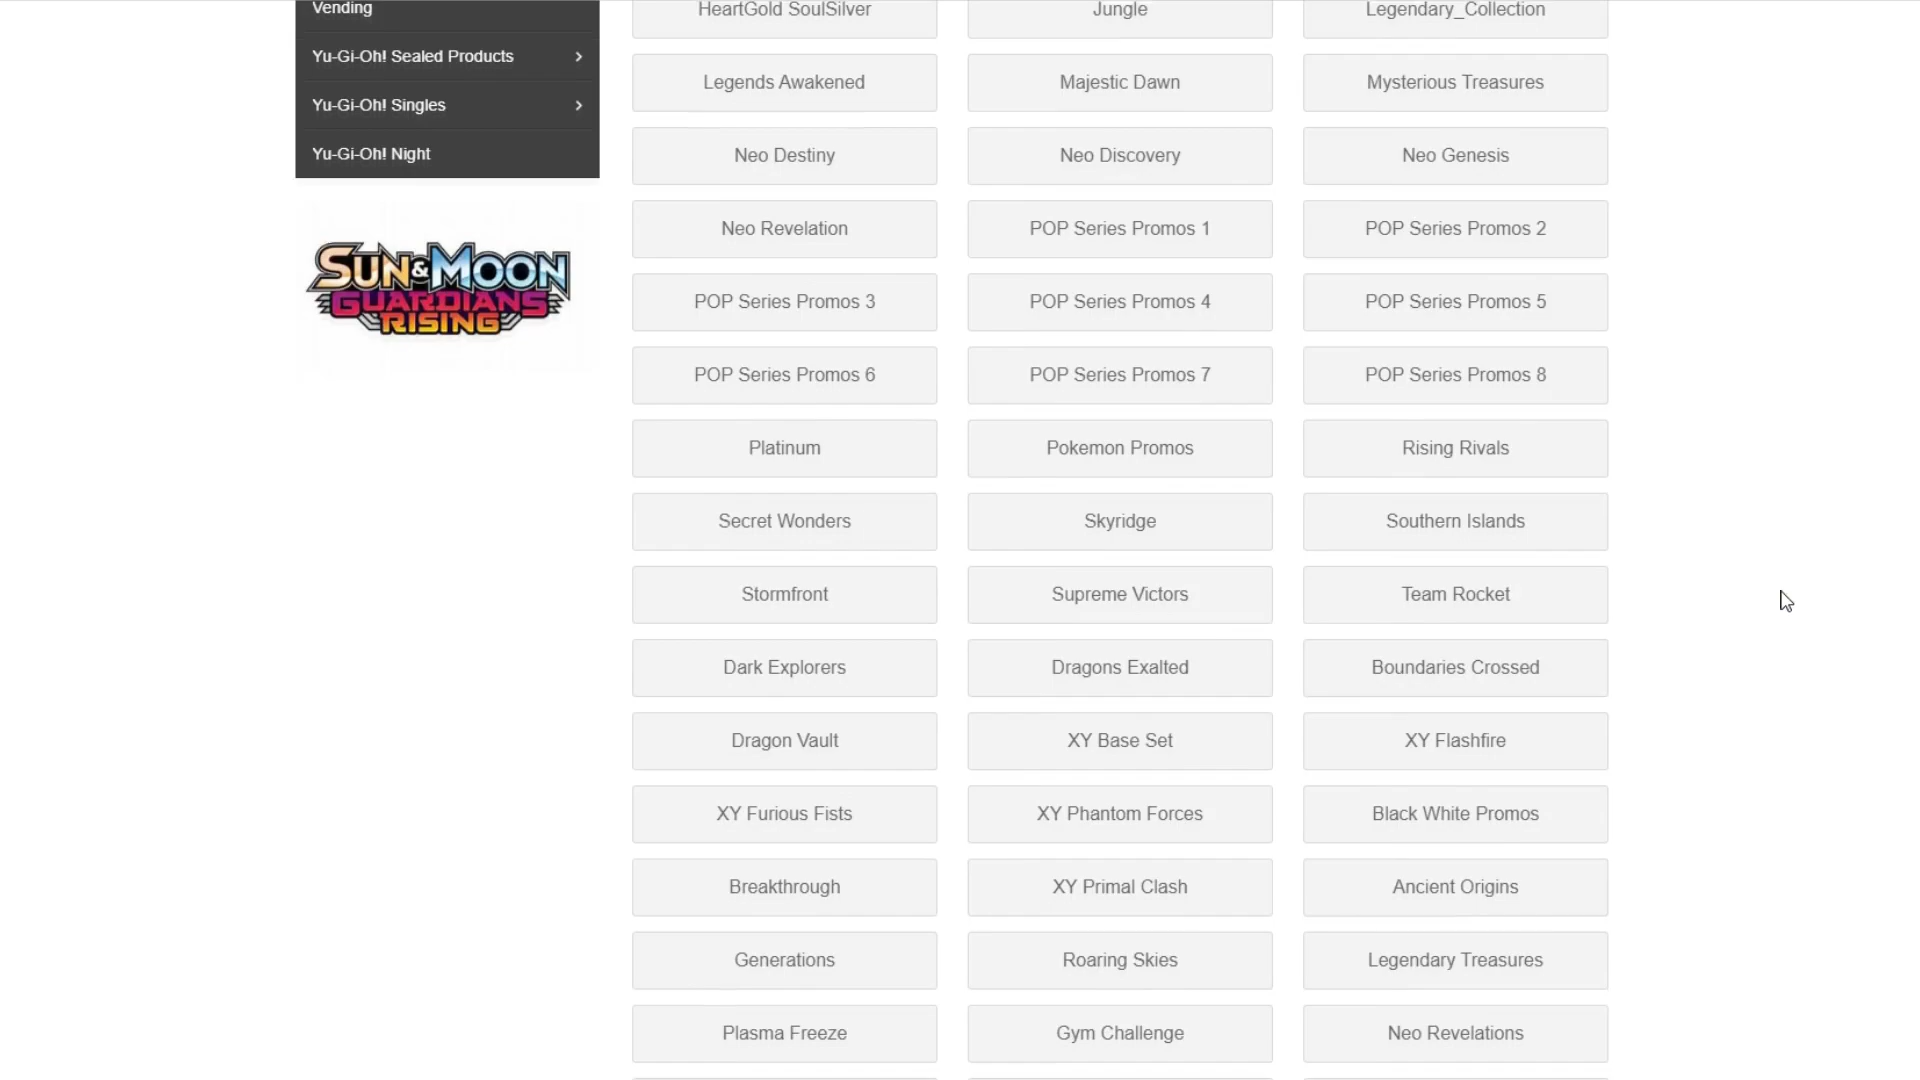 Vending
Yu-Gi-Oh! Sealed Products
Yu-Gi-Oh! Singles
Yu-Gi-Oh! Night
SUN & MOON
GUARDIANS
RISING
HeartGold SoulSilver
Jungle
Legendary_Collection
Legends Awakened
Majestic Dawn
Mysterious Treasures
Neo Destiny
Neo Discovery
Neo Genesis
Neo Revelation
POP Series Promos 1
POP Series Promos 2
POP Series Promos 3
POP Series Promos 4
POP Series Promos 5
POP Series Promos 6
POP Series Promos 7
POP Series Promos 8
Platinum
Pokemon Promos
Rising Rivals
Secret Wonders
Skyridge
Southern Islands
Stormfront
Supreme Victors
Team Rocket
Dark Explorers
Dragons Exalted
Boundaries Crossed
Dragon Vault
XY Base Set
XY Flashfire
XY Furious Fists
XY Phantom Forces
Black White Promos
Breakthrough
XY Primal Clash
Ancient Origins
Generations
Roaring Skies
Legendary Treasures
Plasma Freeze
Gym Challenge
Neo Revelations